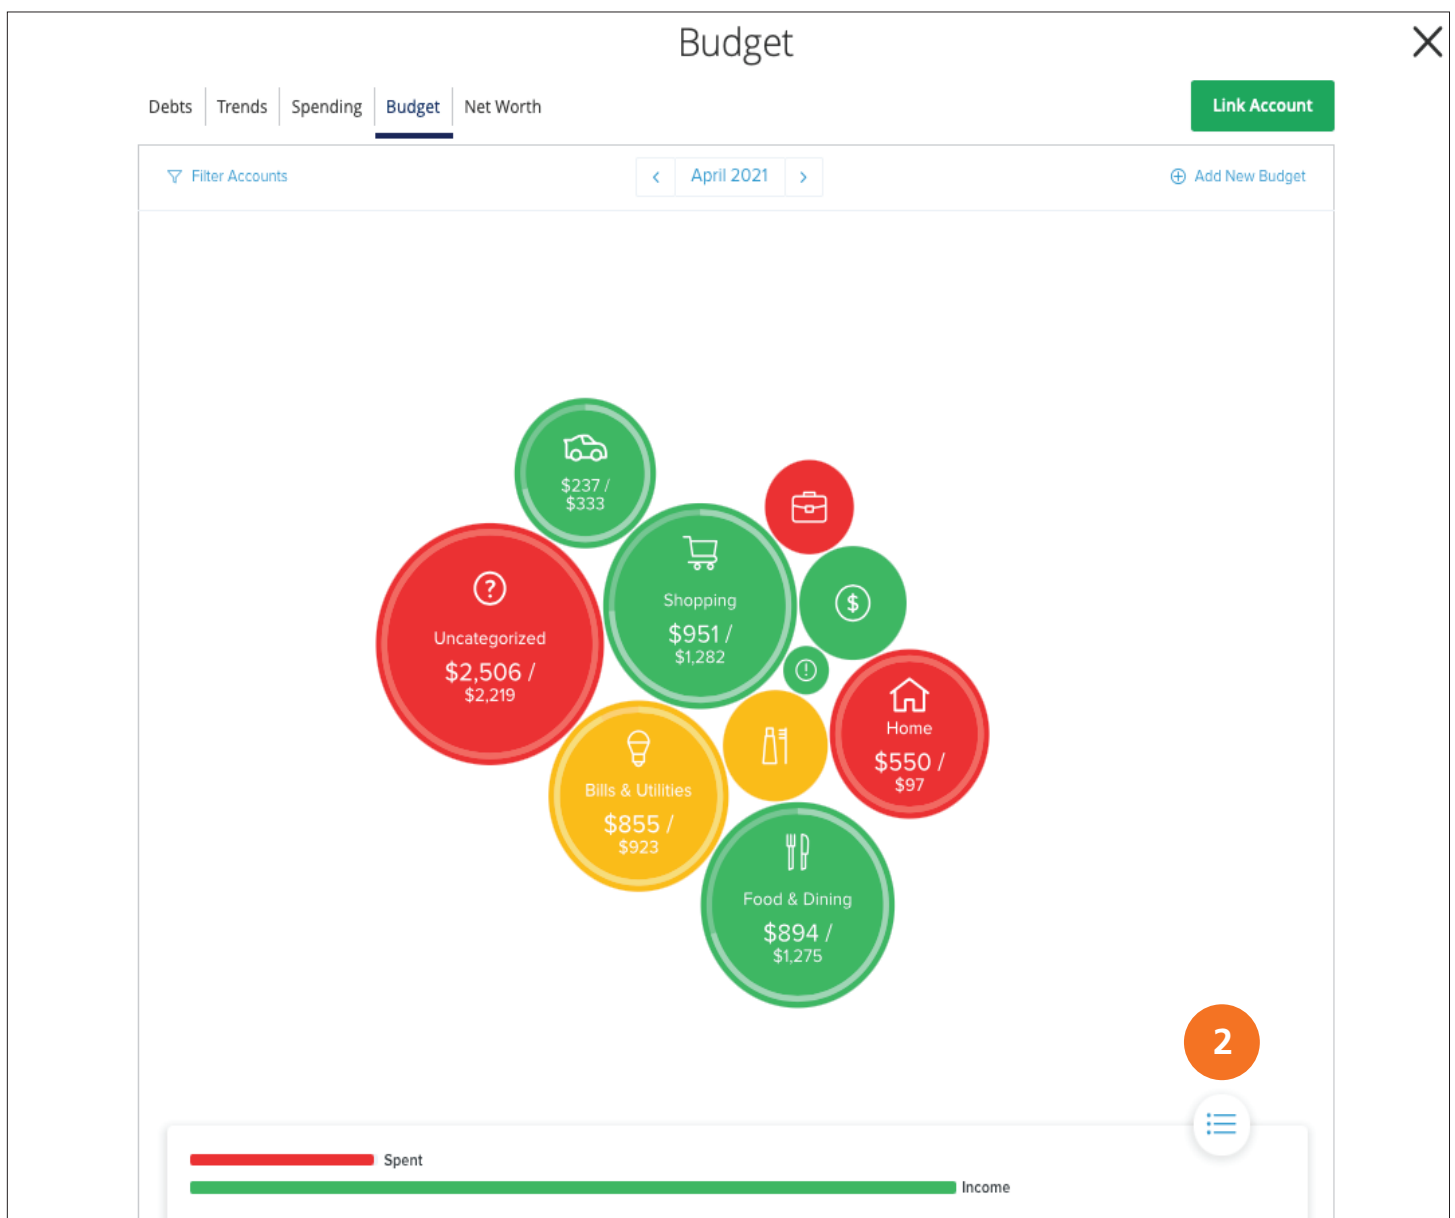 Budget
Debts
Trends
Spending
Budget
Net Worth
Link Account
Filter Accounts
April 2021
Add New Budget
$237 /
$333
Shopping
$951 /
$1,282
Uncategorized
$2,506 /
$2,219
Home
$550 /
$97
Bills & Utilities
$855 /
$923
Food & Dining
$894 /
$1,275
2
Spent
Income